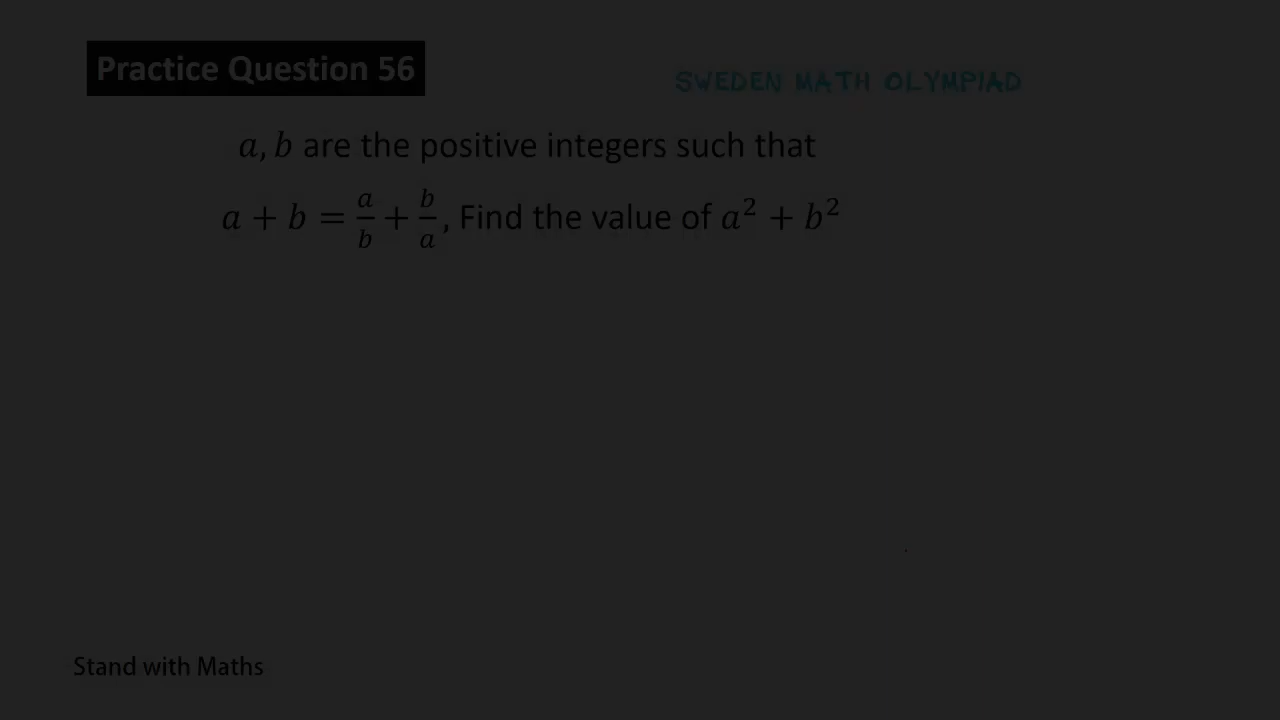 Practice Question 56
SWEDEN MATH OLYMPIAD
a, b are the positive integers such that
a + b = a/b + b/a, Find the value of a² + b²
Stand with Maths